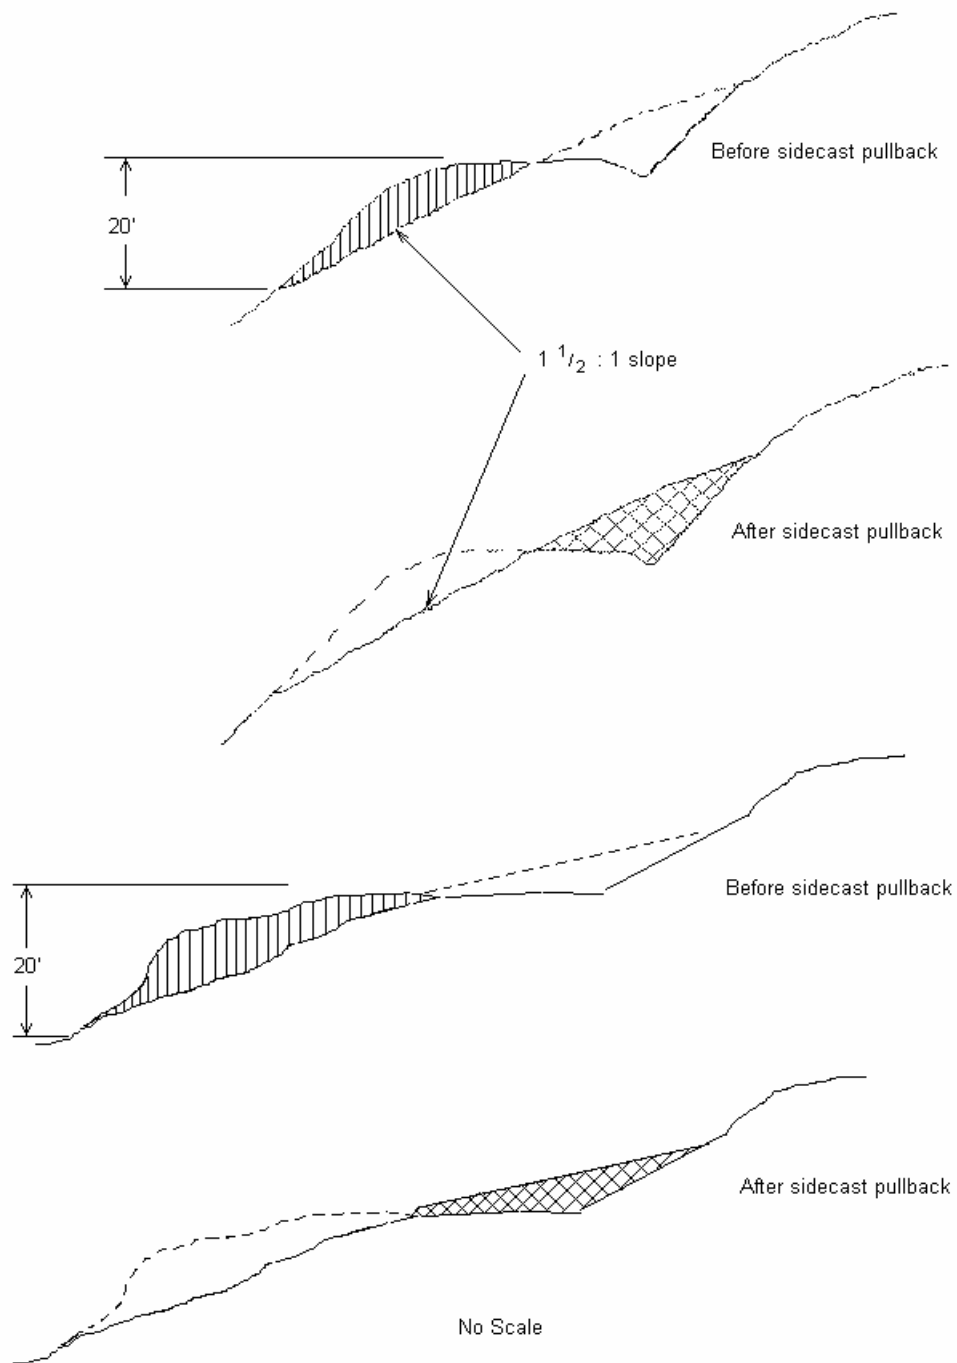 Before sidecast pullback
20'
1 1/2 : 1 slope
After sidecast pullback
Before sidecast pullback
20'
After sidecast pullback
No Scale